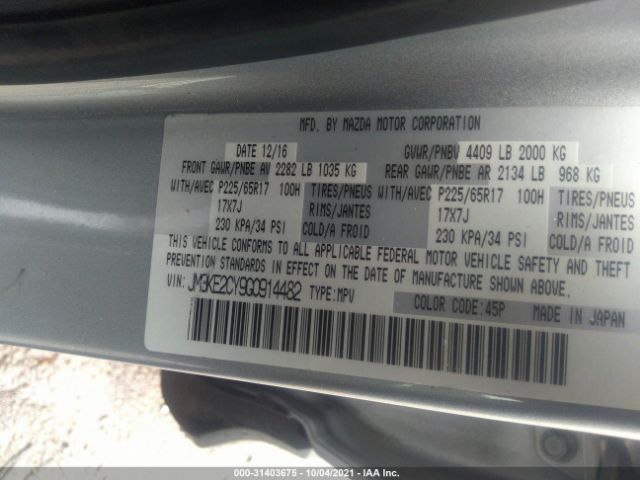 MFD. BY MAZDA MOTOR CORPORATION
DATE 12/16 GVWR/PNBV 4409 LB 2000 KG
FRONT GAWR/PNBE AV 2282 LB 1035 KG REAR GAWR/PNBE AR 2134 LB 968 KG
WITH/AVEC P225/65R17 100H TIRES/PNEUS WITH/AVEC P225/65R17 100H TIRES/PNEUS
17X7J RIMS/JANTES 17X7J RIMS/JANTES
230 KPA/34 PSI COLD/A FROID 230 KPA/34 PSI COLD/A FROID
THIS VEHICLE CONFORMS TO ALL APPLICABLE FEDERAL MOTOR VEHICLE SAFETY AND THEFT
PREVENTION STANDARDS IN EFFECT ON THE DATE OF MANUFACTURE SHOWN ABOVE.
VIN: JM3KE2CY9G0914482 TYPE:MPV COLOR CODE:45P MADE IN JAPAN
000-31403675 - 10/04/2021 - IAA Inc.